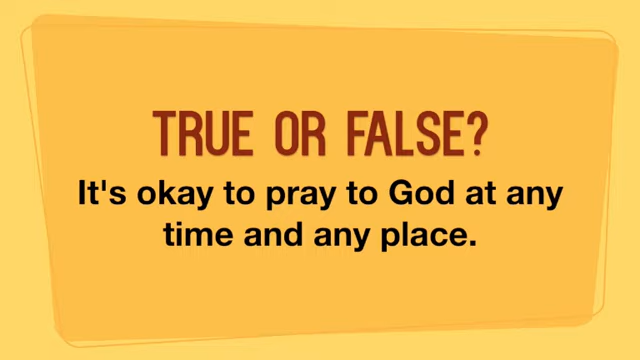 TRUE OR FALSE?
It's okay to pray to God at any
time and any place.